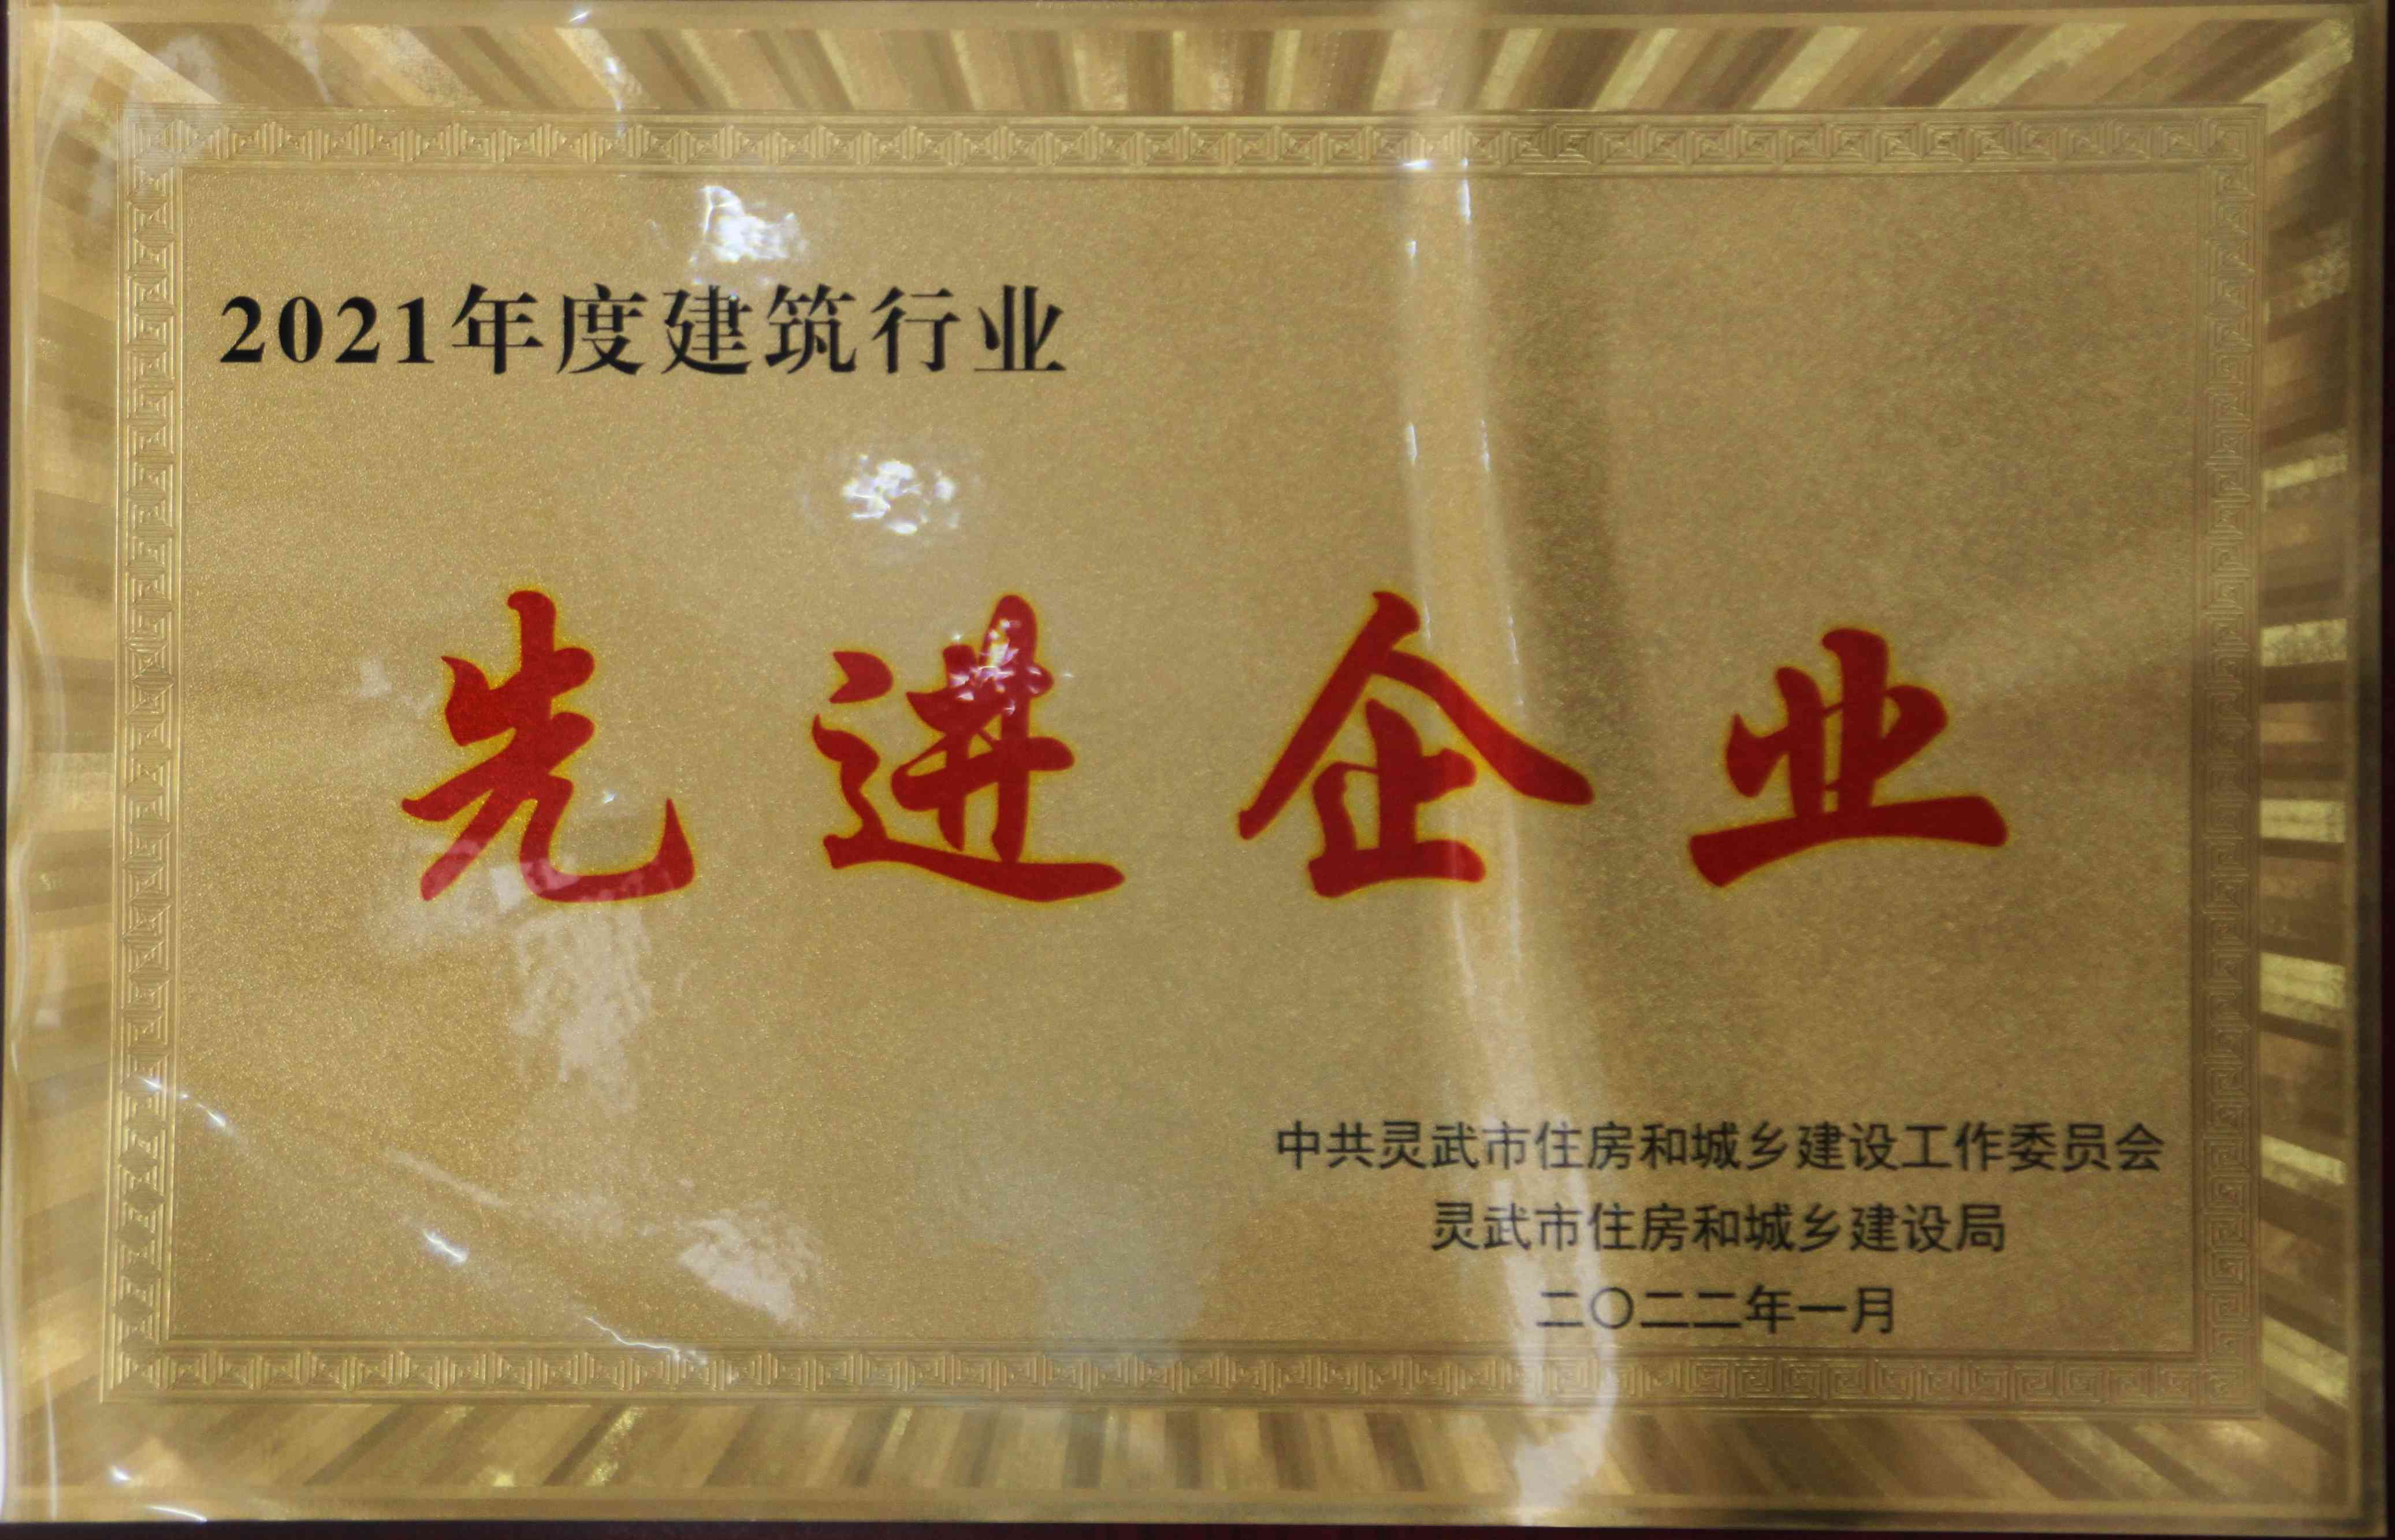 2021年度建筑行业
先进企业
中共灵武市住房和城乡建设工作委员会
灵武市住房和城乡建设局
二〇二二年一月